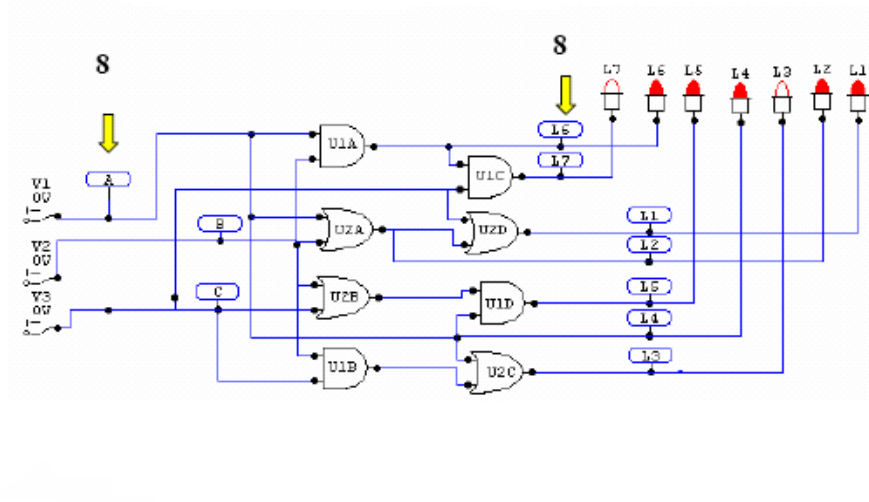 8
8
L7 L6 L5 L4 L3 L2 L1
L6
U1A
L7
U1C
A
V1
0V
B
L1
U2A
U2D
V2
0V
L2
C
L5
V3
0V
U2B
U1D
L4
L3
U1B
U2C